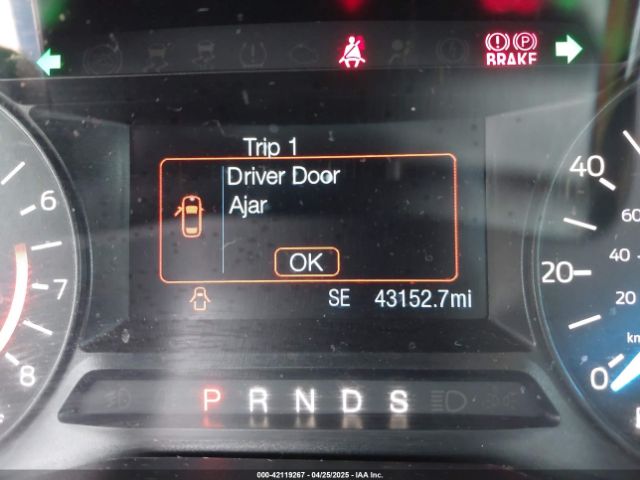 BRAKE
Trip 1
Driver Door
Ajar
OK
SE 43152.7mi
6
7
8
40
20
0
60
40
20
km
P R N D S
000-42119267 - 04/25/2025 - IAA Inc.